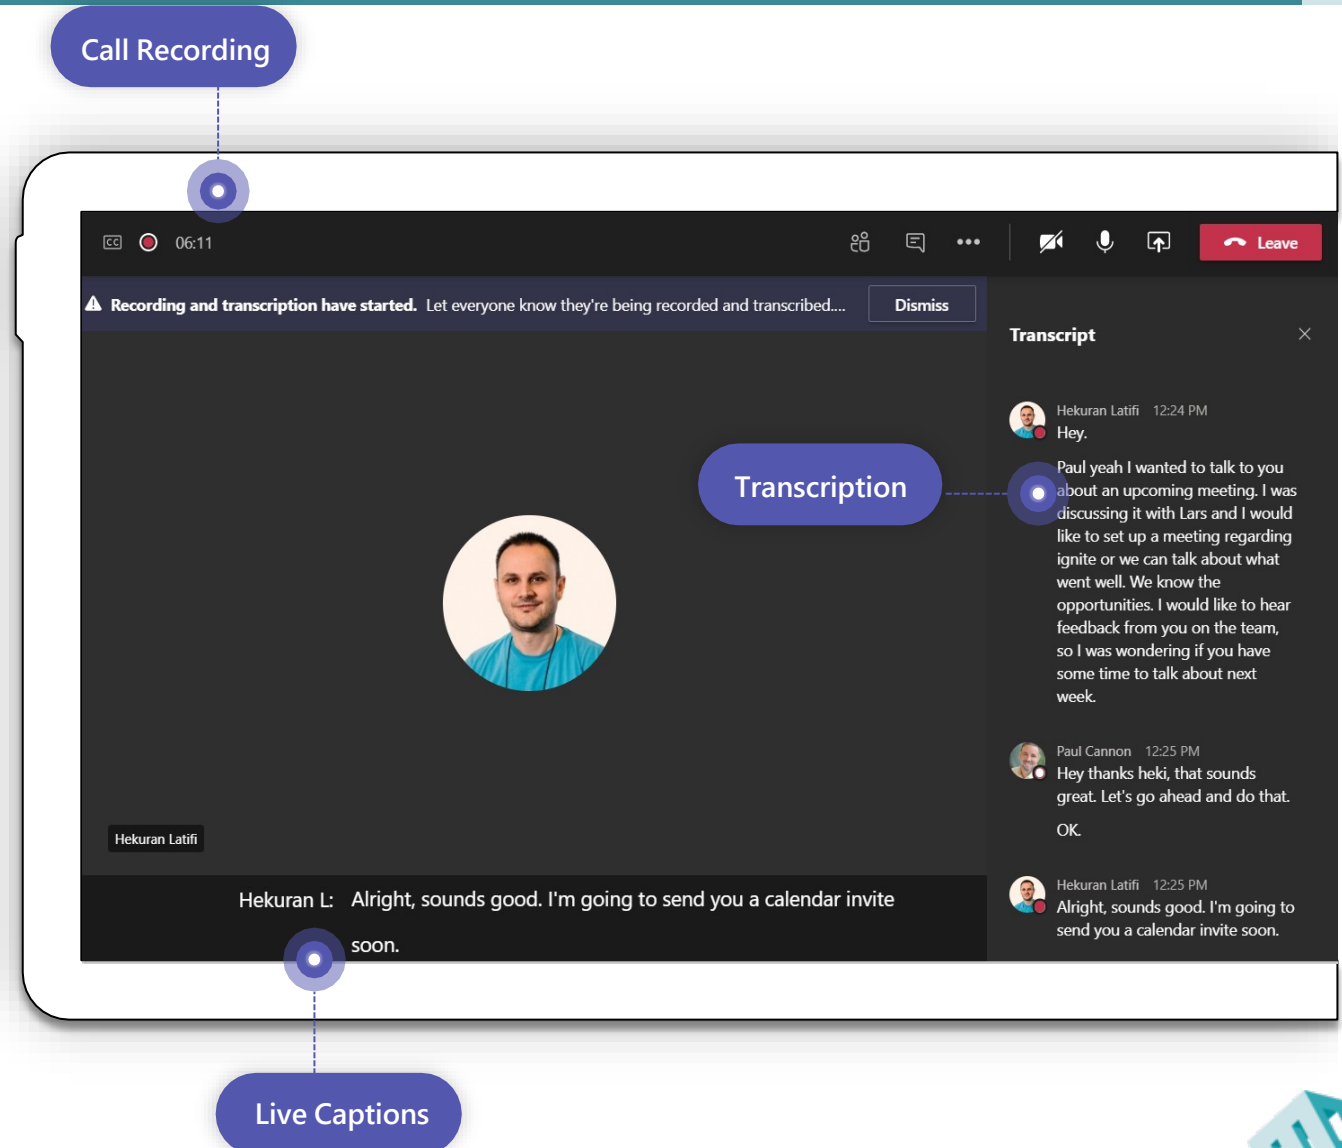 Call Recording
CC
06:11
Leave
Recording and transcription have started. Let everyone know they're being recorded and transcribed....
Dismiss
Transcript
Hekuran Latifi 12:24 PM
Hey.
Paul yeah I wanted to talk to you
about an upcoming meeting. I was
discussing it with Lars and I would
like to set up a meeting regarding
ignite or we can talk about what
went well. We know the
opportunities. I would like to hear
feedback from you on the team,
so I was wondering if you have
some time to talk about next
week.
Transcription
Paul Cannon 12:25 PM
Hey thanks heki, that sounds
great. Let's go ahead and do that.
OK.
Hekuran Latifi 12:25 PM
Alright, sounds good. I'm going to
send you a calendar invite soon.
Hekuran Latifi
Hekuran L: Alright, sounds good. I'm going to send you a calendar invite
soon.
Live Captions